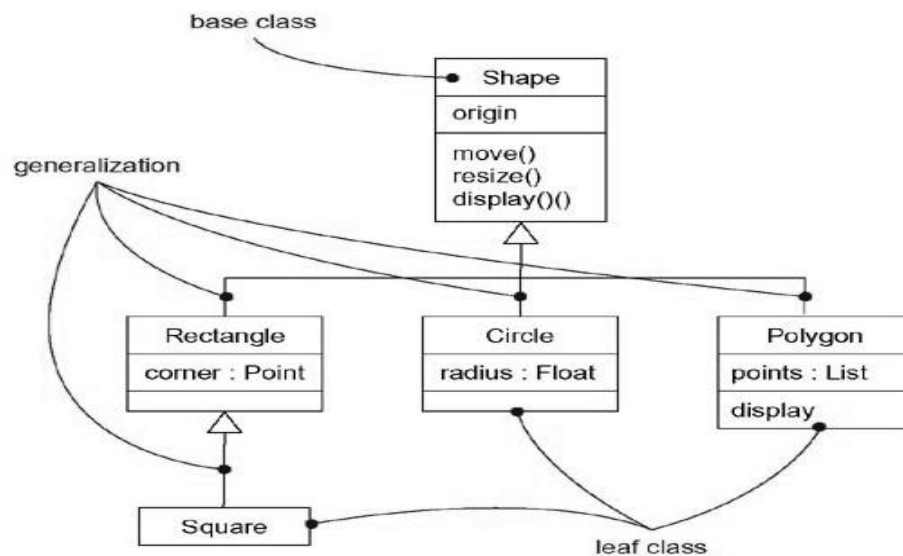 base class
Shape
origin
move()
resize()
display()()
generalization
Rectangle
corner : Point
Circle
radius : Float
Polygon
points : List
display
Square
leaf class